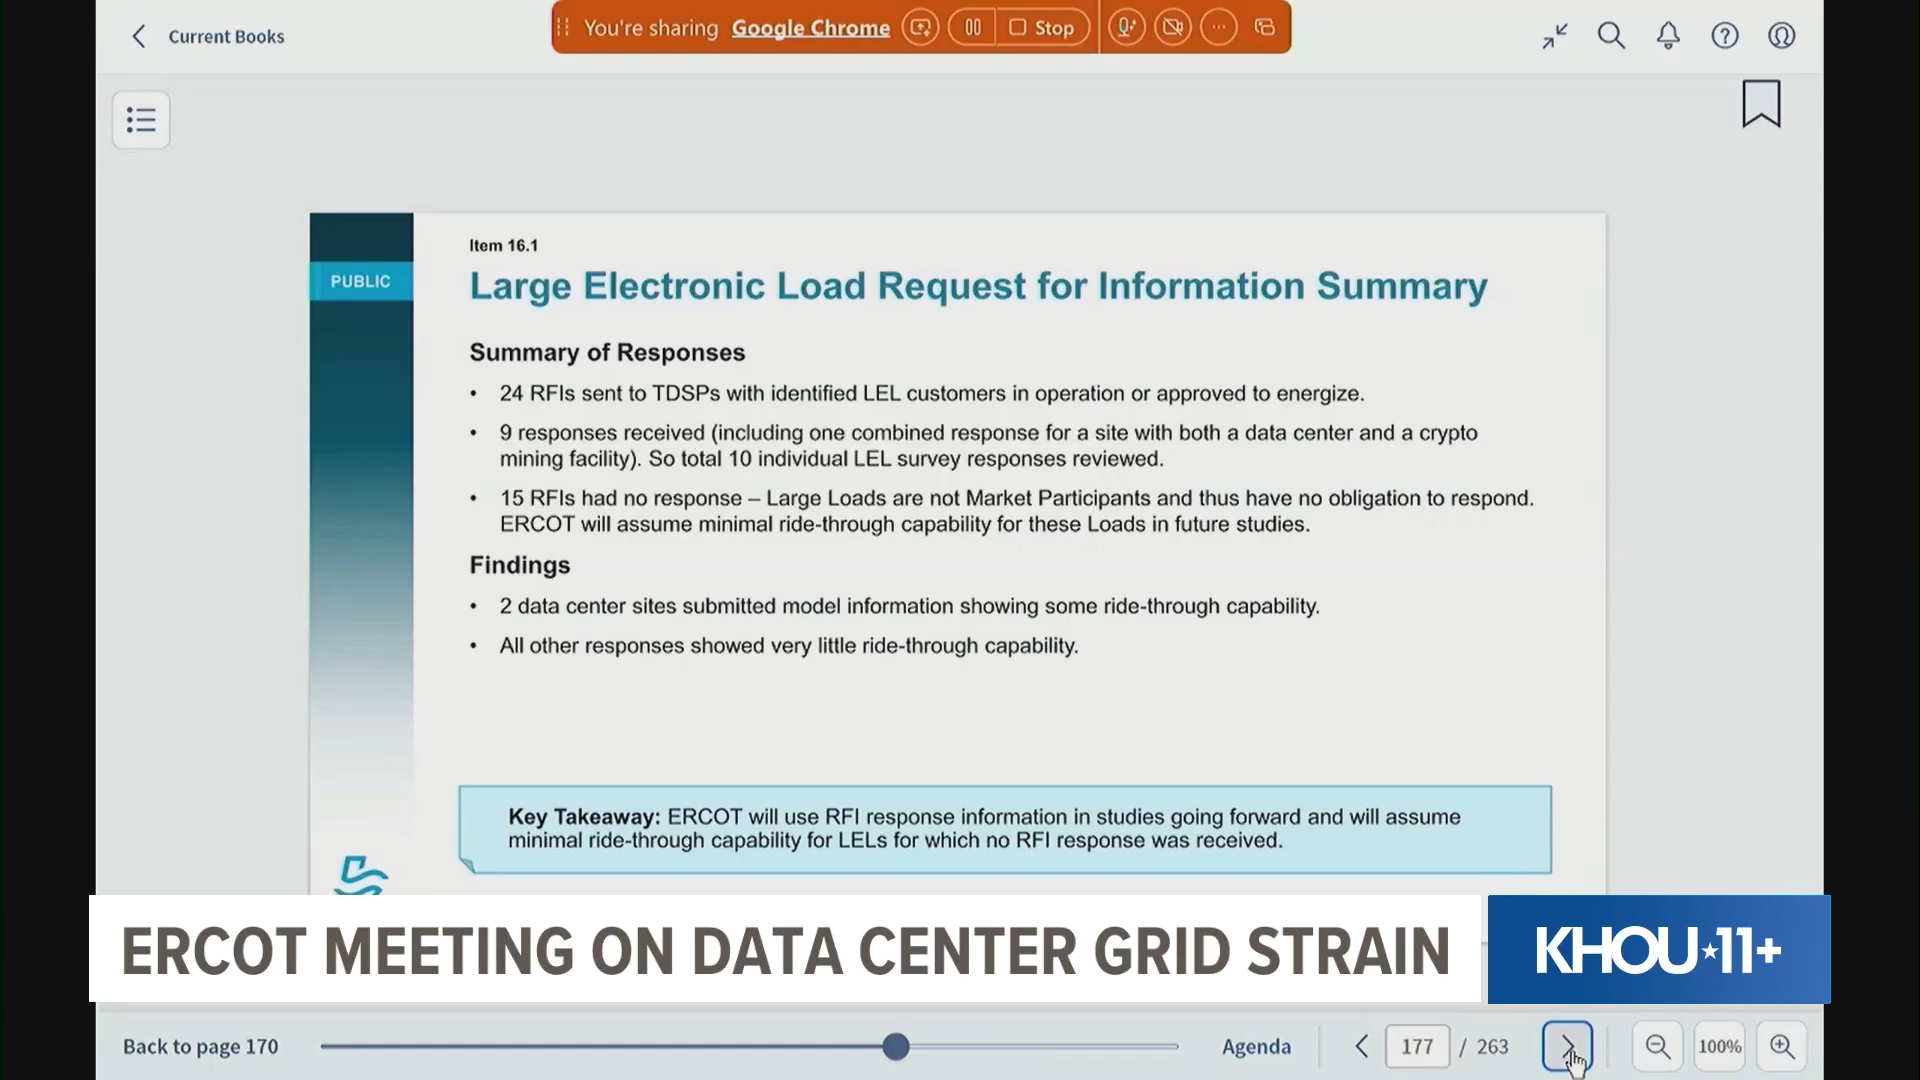 Current Books
You're sharing Google Chrome
Stop
Item 16.1
PUBLIC
Large Electronic Load Request for Information Summary
Summary of Responses
• 24 RFIs sent to TDSPs with identified LEL customers in operation or approved to energize.
• 9 responses received (including one combined response for a site with both a data center and a crypto
mining facility). So total 10 individual LEL survey responses reviewed.
• 15 RFIs had no response – Large Loads are not Market Participants and thus have no obligation to respond.
ERCOT will assume minimal ride-through capability for these Loads in future studies.
Findings
• 2 data center sites submitted model information showing some ride-through capability.
• All other responses showed very little ride-through capability.
Key Takeaway: ERCOT will use RFI response information in studies going forward and will assume
minimal ride-through capability for LELs for which no RFI response was received.
ERCOT MEETING ON DATA CENTER GRID STRAIN
KHOU★11+
Back to page 170
Agenda
177 / 263
100%